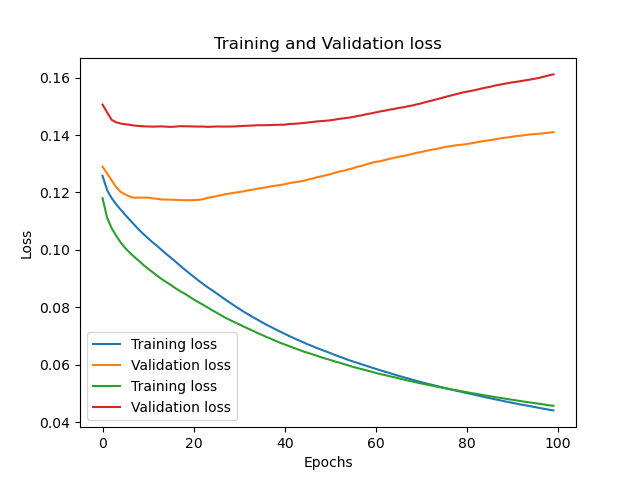 Training and Validation loss
Loss
0.16
0.14
0.12
0.10
0.08
0.06
0.04
Training loss
Validation loss
Training loss
Validation loss
0 20 40 60 80 100
Epochs